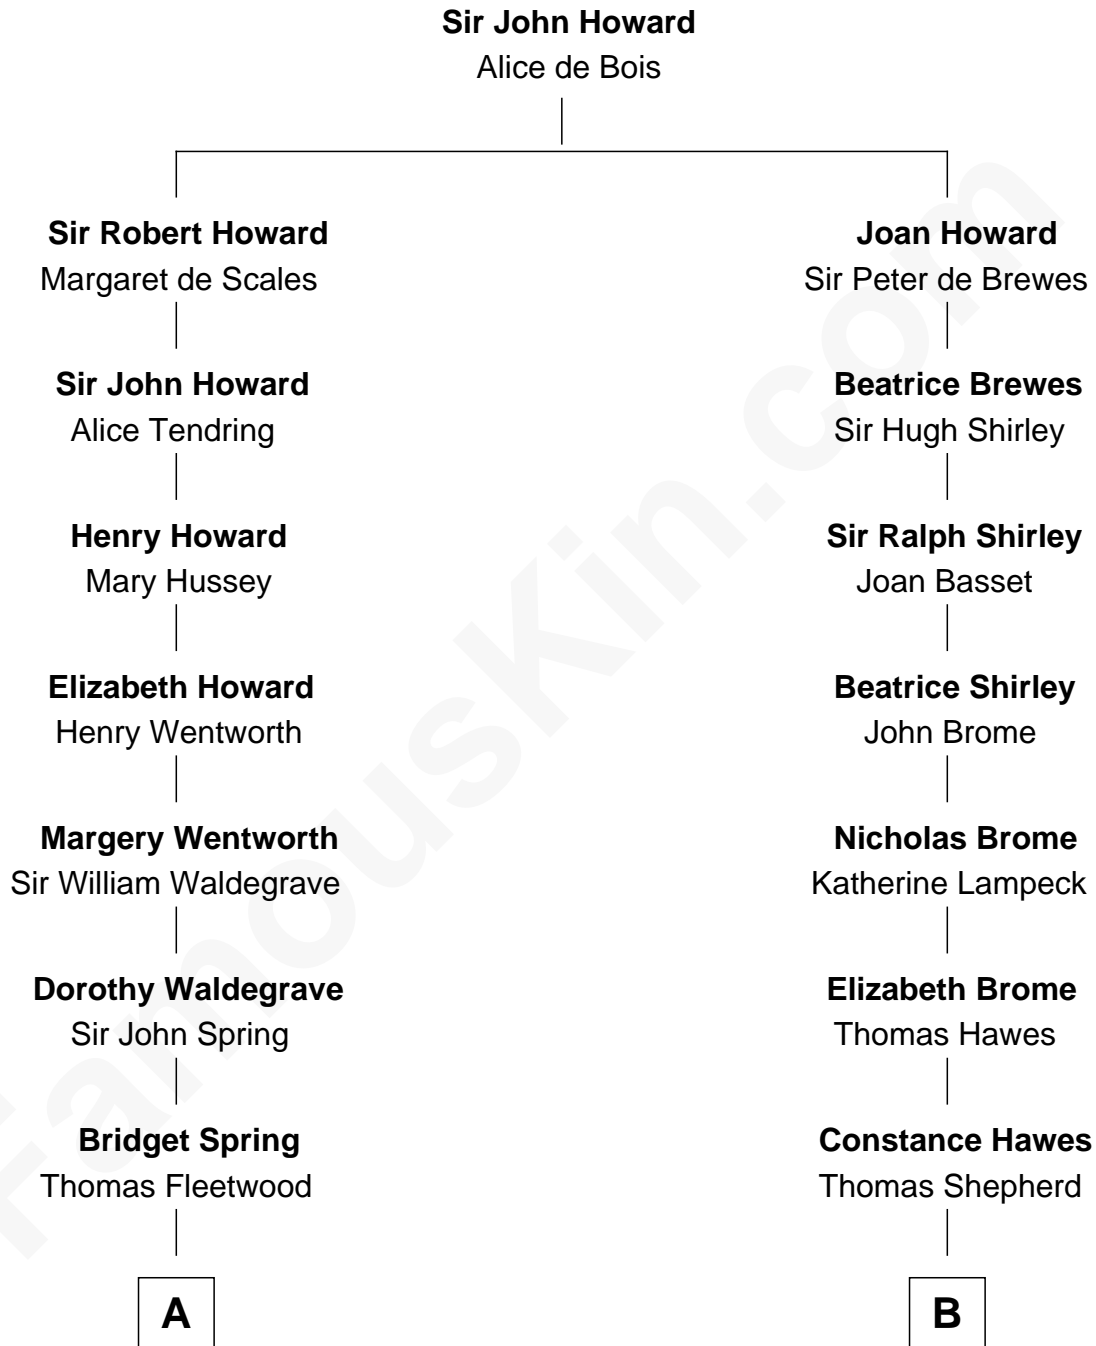 Sir John Howard
Alice de Bois
Sir Robert Howard
Margaret de Scales
Joan Howard
Sir Peter de Brewes
Sir John Howard
Alice Tendring
Beatrice Brewes
Sir Hugh Shirley
Henry Howard
Mary Hussey
Sir Ralph Shirley
Joan Basset
Elizabeth Howard
Henry Wentworth
Beatrice Shirley
John Brome
Margery Wentworth
Sir William Waldegrave
Nicholas Brome
Katherine Lampeck
Dorothy Waldegrave
Sir John Spring
Elizabeth Brome
Thomas Hawes
Bridget Spring
Thomas Fleetwood
Constance Hawes
Thomas Shepherd
A
B
FamousKin.com